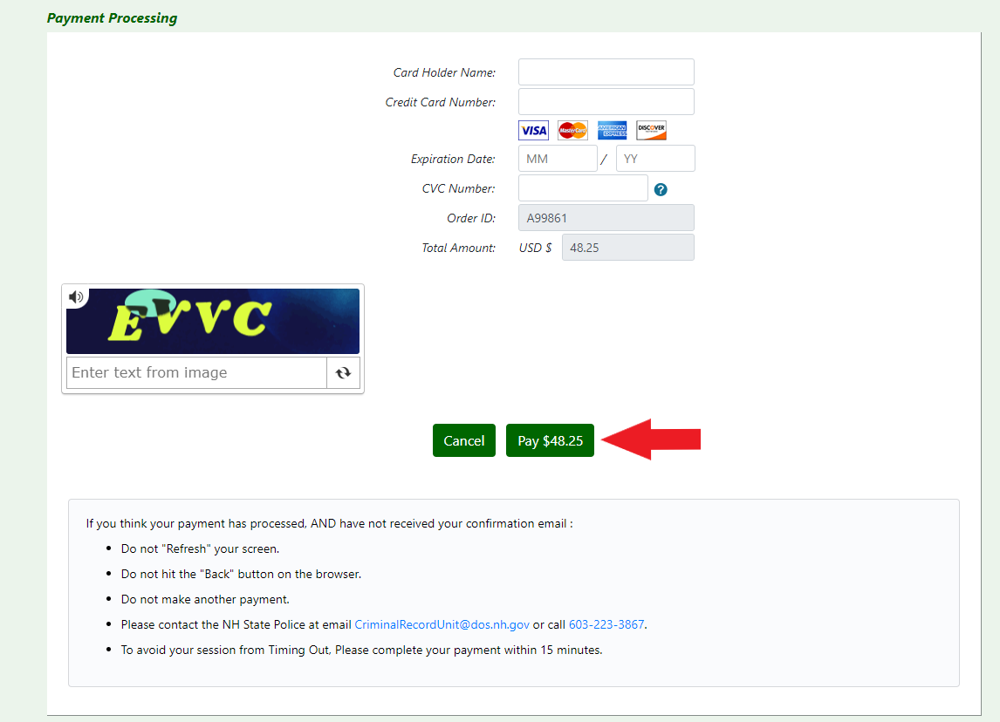 Payment Processing
Card Holder Name:
Credit Card Number:
VISA MasterCard AMERICAN EXPRESS DISCOVER
Expiration Date: MM / YY
CVC Number: ?
Order ID: A99861
Total Amount: USD $ 48.25
EVVC
Enter text from image
Cancel Pay $48.25
If you think your payment has processed, AND have not received your confirmation email :
• Do not "Refresh" your screen.
• Do not hit the "Back" button on the browser.
• Do not make another payment.
• Please contact the NH State Police at email CriminalRecordUnit@dos.nh.gov or call 603-223-3867.
• To avoid your session from Timing Out, Please complete your payment within 15 minutes.